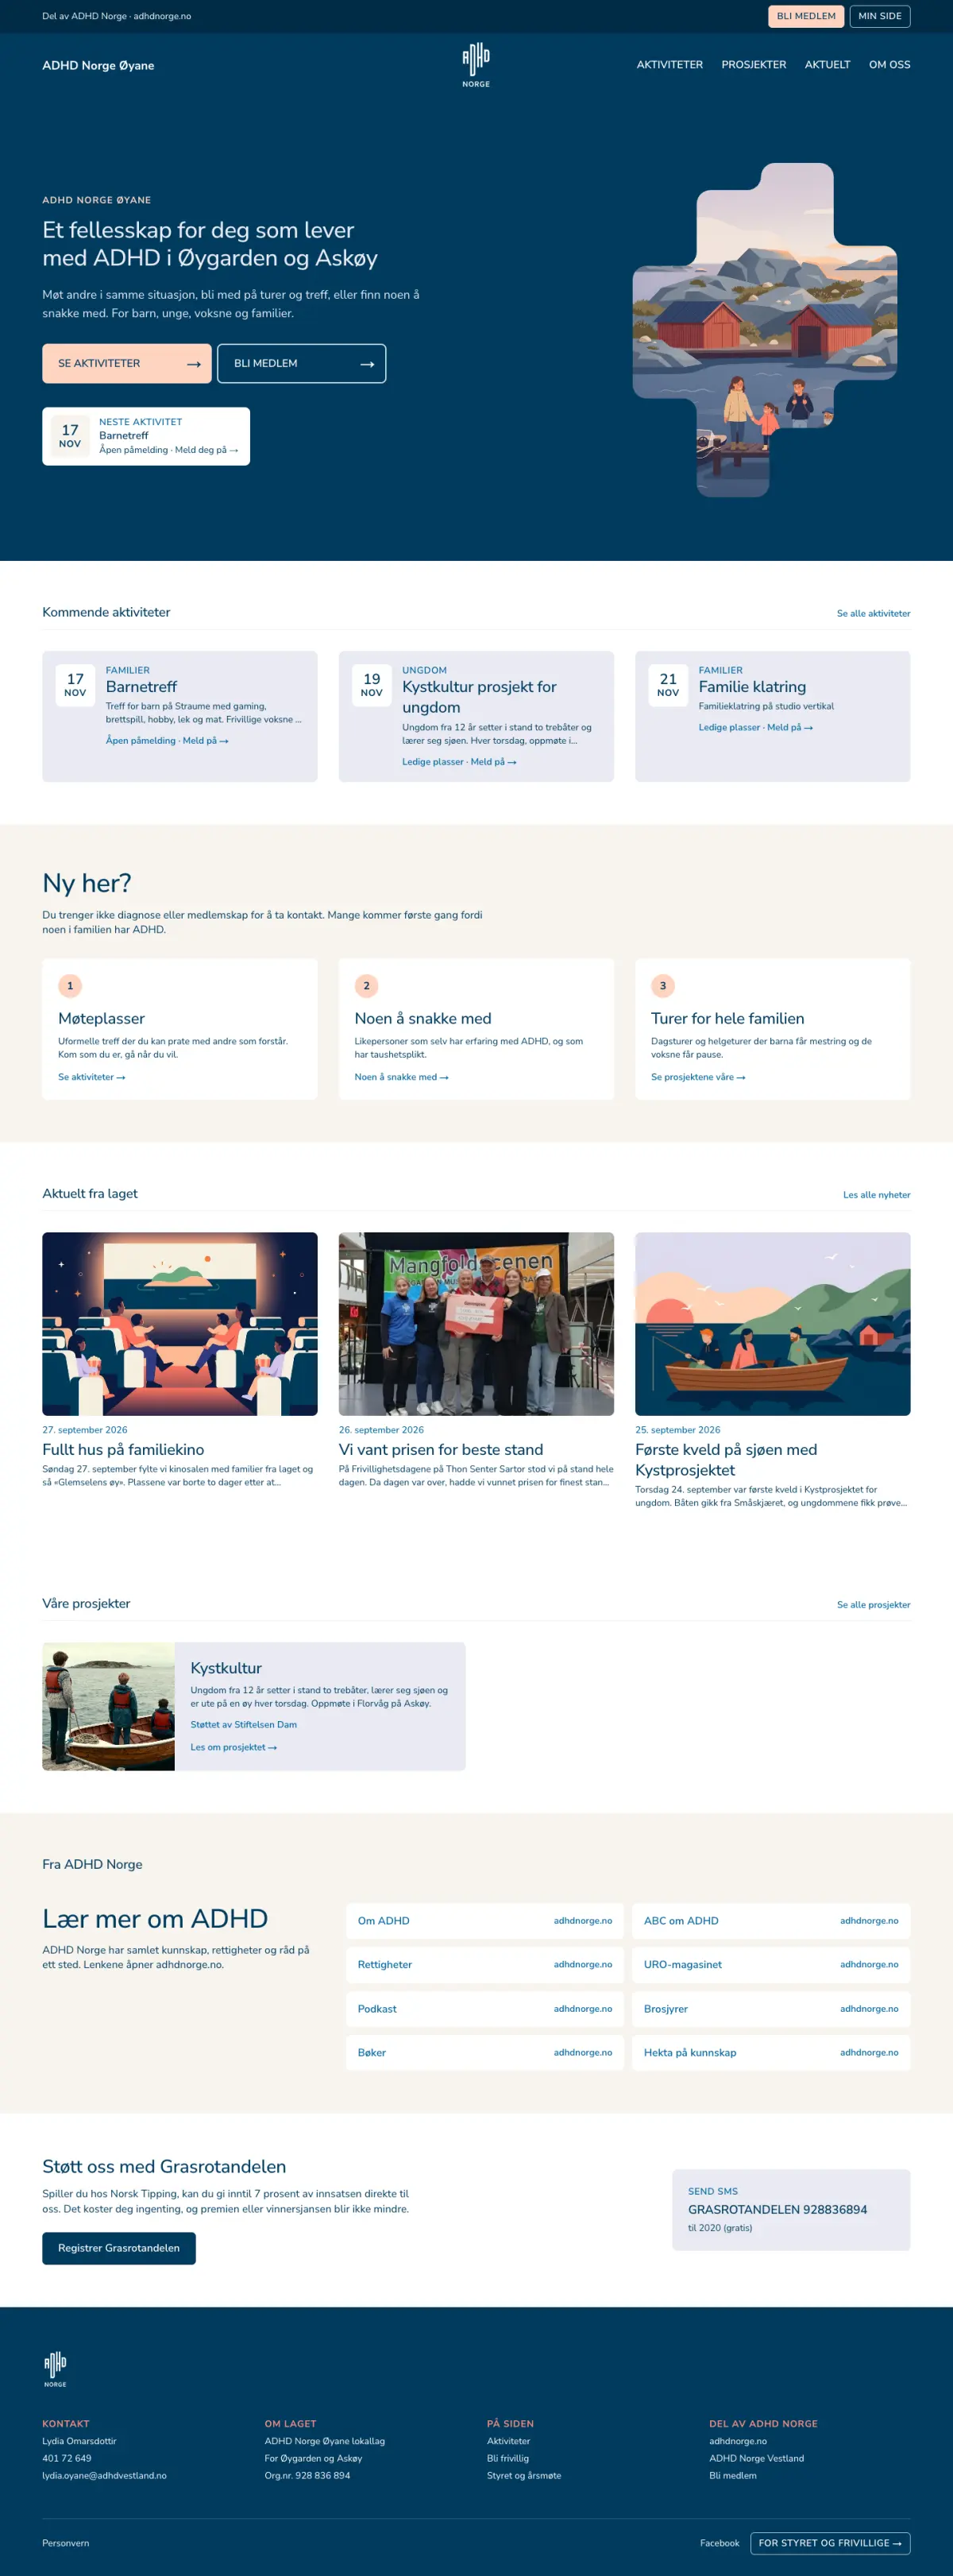 Del av ADHD Norge · adhdnorge.no
BLI MEDLEM
MIN SIDE
ADHD Norge Øyane
ADHD
NORGE
AKTIVITETER
PROSJEKTER
AKTUELT
OM OSS
ADHD NORGE ØYANE
Et fellesskap for deg som lever
med ADHD i Øygarden og Askøy
Møt andre i samme situasjon, bli med på turer og treff, eller finn noen å
snakke med. For barn, unge, voksne og familier.
SE AKTIVITETER →
BLI MEDLEM →
17
NOV
NESTE AKTIVITET
Barnetreff
Åpen påmelding · Meld deg på →
Kommende aktiviteter
Se alle aktiviteter
17
NOV
FAMILIER
Barnetreff
Treff for barn på Straume med gaming,
brettspill, hobby, lek og mat. Frivillige voksne ...
Åpen påmelding · Meld på →
19
NOV
UNGDOM
Kystkultur prosjekt for
ungdom
Ungdom fra 12 år setter i stand to trebåter og
lærer seg sjøen. Hver torsdag, oppmøte i...
Ledige plasser · Meld på →
21
NOV
FAMILIER
Familie klatring
Familieklatring på studio vertikal
Ledige plasser · Meld på →
Ny her?
Du trenger ikke diagnose eller medlemskap for å ta kontakt. Mange kommer første gang fordi
noen i familien har ADHD.
1
Møteplasser
Uformelle treff der du kan prate med andre som forstår.
Kom som du er, gå når du vil.
Se aktiviteter →
2
Noen å snakke med
Likepersoner som selv har erfaring med ADHD, og som
har taushetsplikt.
Noen å snakke med →
3
Turer for hele familien
Dagsturer og helgeturer der barna får mestring og de
voksne får pause.
Se prosjektene våre →
Aktuelt fra laget
Les alle nyheter
Mangfoldscenen
27. september 2026
Fullt hus på familiekino
Søndag 27. september fylte vi kinosalen med familier fra laget og
så «Glemselens øy». Plassene var borte to dager etter at...
26. september 2026
Vi vant prisen for beste stand
På Frivillighetsdagene på Thon Senter Sartor stod vi på stand hele
dagen. Da dagen var over, hadde vi vunnet prisen for finest stan...
25. september 2026
Første kveld på sjøen med
Kystprosjektet
Torsdag 24. september var første kveld i Kystprosjektet for
ungdom. Båten gikk fra Småskjæret, og ungdommene fikk prøve...
Våre prosjekter
Se alle prosjekter
Kystkultur
Ungdom fra 12 år setter i stand to trebåter, lærer seg sjøen og
er ute på en øy hver torsdag. Oppmøte i Florvåg på Askøy.
Støttet av Stiftelsen Dam
Les om prosjektet →
Fra ADHD Norge
Lær mer om ADHD
ADHD Norge har samlet kunnskap, rettigheter og råd på
ett sted. Lenkene åpner adhdnorge.no.
Om ADHD adhdnorge.no
ABC om ADHD adhdnorge.no
Rettigheter adhdnorge.no
URO-magasinet adhdnorge.no
Podkast adhdnorge.no
Brosjyrer adhdnorge.no
Bøker adhdnorge.no
Hekta på kunnskap adhdnorge.no
Støtt oss med Grasrotandelen
Spiller du hos Norsk Tipping, kan du gi inntil 7 prosent av innsatsen direkte til
oss. Det koster deg ingenting, og premien eller vinnersjansen blir ikke mindre.
Registrer Grasrotandelen
SEND SMS
GRASROTANDELEN 928836894
til 2020 (gratis)
ADHD
NORGE
KONTAKT
Lydia Omarsdottir
401 72 649
lydia.oyane@adhdvestland.no
OM LAGET
ADHD Norge Øyane lokallag
For Øygarden og Askøy
Org.nr. 928 836 894
PÅ SIDEN
Aktiviteter
Bli frivillig
Styret og årsmøte
DEL AV ADHD NORGE
adhdnorge.no
ADHD Norge Vestland
Bli medlem
Personvern
Facebook
FOR STYRET OG FRIVILLIGE →